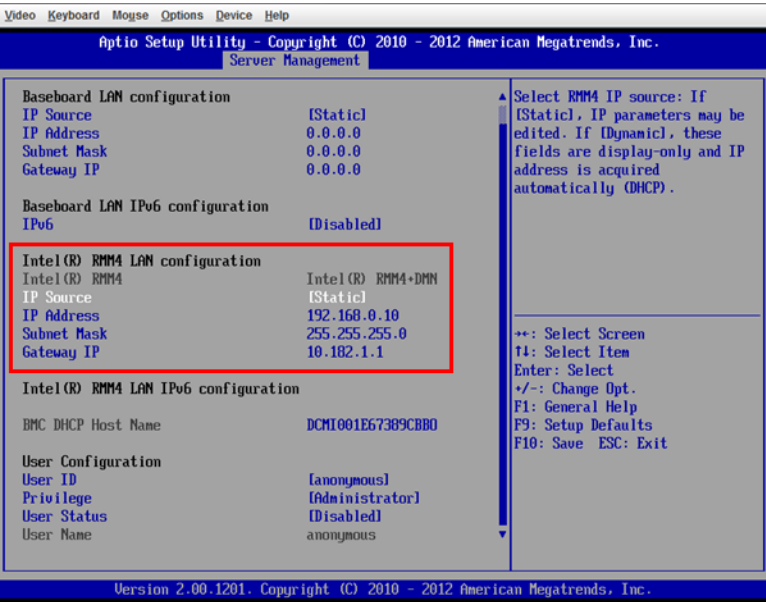 Video Keyboard Mouse Options Device Help
Aptio Setup Utility - Copyright (C) 2010 - 2012 American Megatrends, Inc.
Server Management
Baseboard LAN configuration
IP Source [Static]
IP Address 0.0.0.0
Subnet Mask 0.0.0.0
Gateway IP 0.0.0.0
Baseboard LAN IPv6 configuration
IPv6 [Disabled]
Intel(R) RMM4 LAN configuration
Intel(R) RMM4 Intel(R) RMM4+DMN
IP Source [Static]
IP Address 192.168.0.10
Subnet Mask 255.255.255.0
Gateway IP 10.182.1.1
Intel(R) RMM4 LAN IPv6 configuration
BMC DHCP Host Name DCMI001E67389CBB0
User Configuration
User ID [anonymous]
Privilege [Administrator]
User Status [Disabled]
User Name anonymous
Select RMM4 IP source: If
[Static], IP parameters may be
edited. If [Dynamic], these
fields are display-only and IP
address is acquired
automatically (DHCP).
→←: Select Screen
↑↓: Select Item
Enter: Select
+/-: Change Opt.
F1: General Help
F9: Setup Defaults
F10: Save ESC: Exit
Version 2.00.1201. Copyright (C) 2010 - 2012 American Megatrends, Inc.